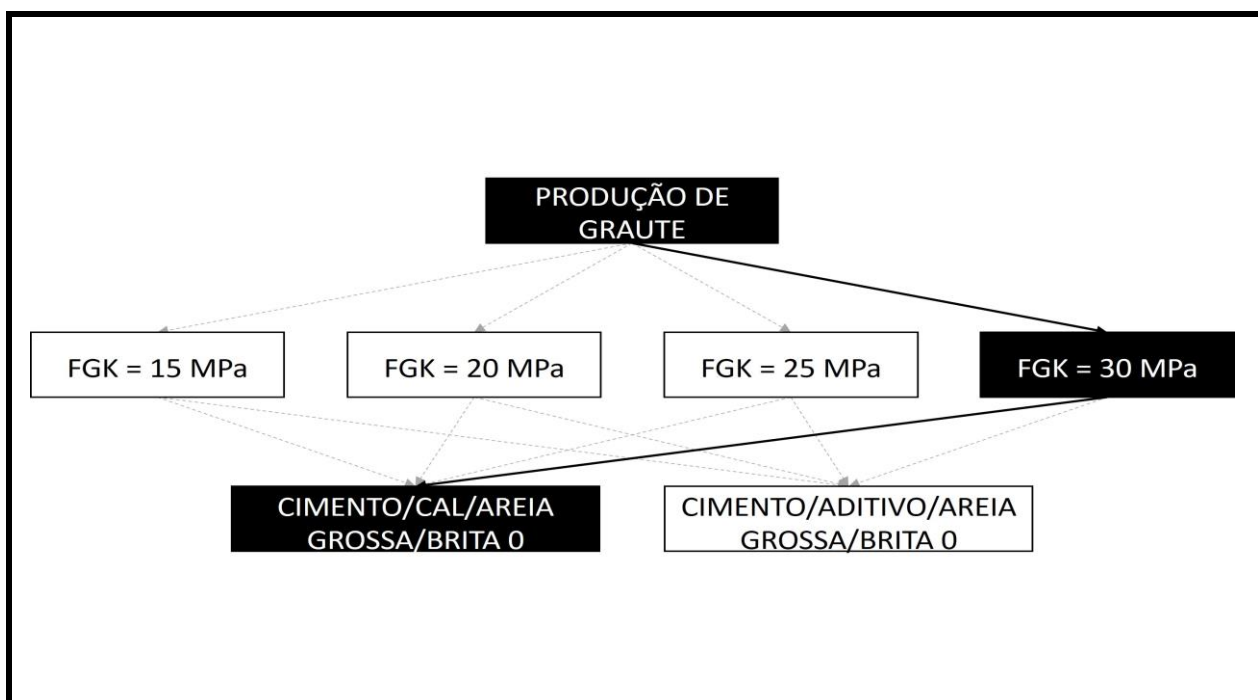 PRODUÇÃO DE
GRAUTE
FGK = 15 MPa
FGK = 20 MPa
FGK = 25 MPa
FGK = 30 MPa
CIMENTO/CAL/AREIA
GROSSA/BRITA 0
CIMENTO/ADITIVO/AREIA
GROSSA/BRITA 0